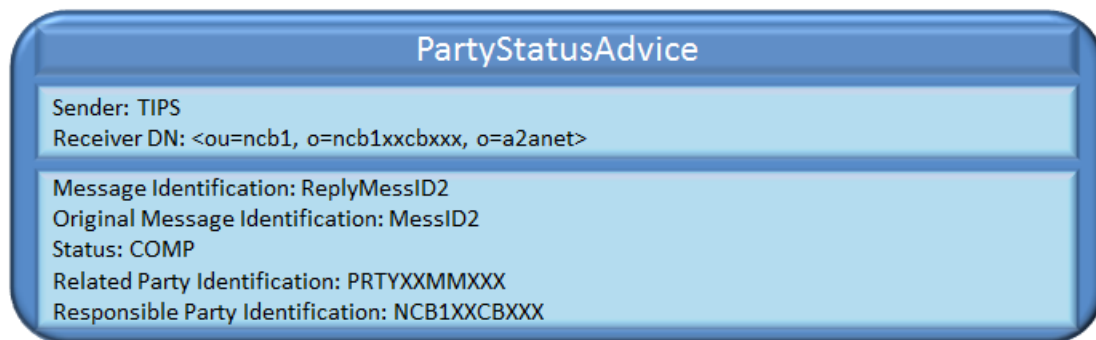 PartyStatusAdvice
Sender: TIPS
Receiver DN: <ou=ncb1, o=ncb1xxcbxxx, o=a2anet>
Message Identification: ReplyMessID2
Original Message Identification: MessID2
Status: COMP
Related Party Identification: PRTYXXMMXXX
Responsible Party Identification: NCB1XXCBXXX